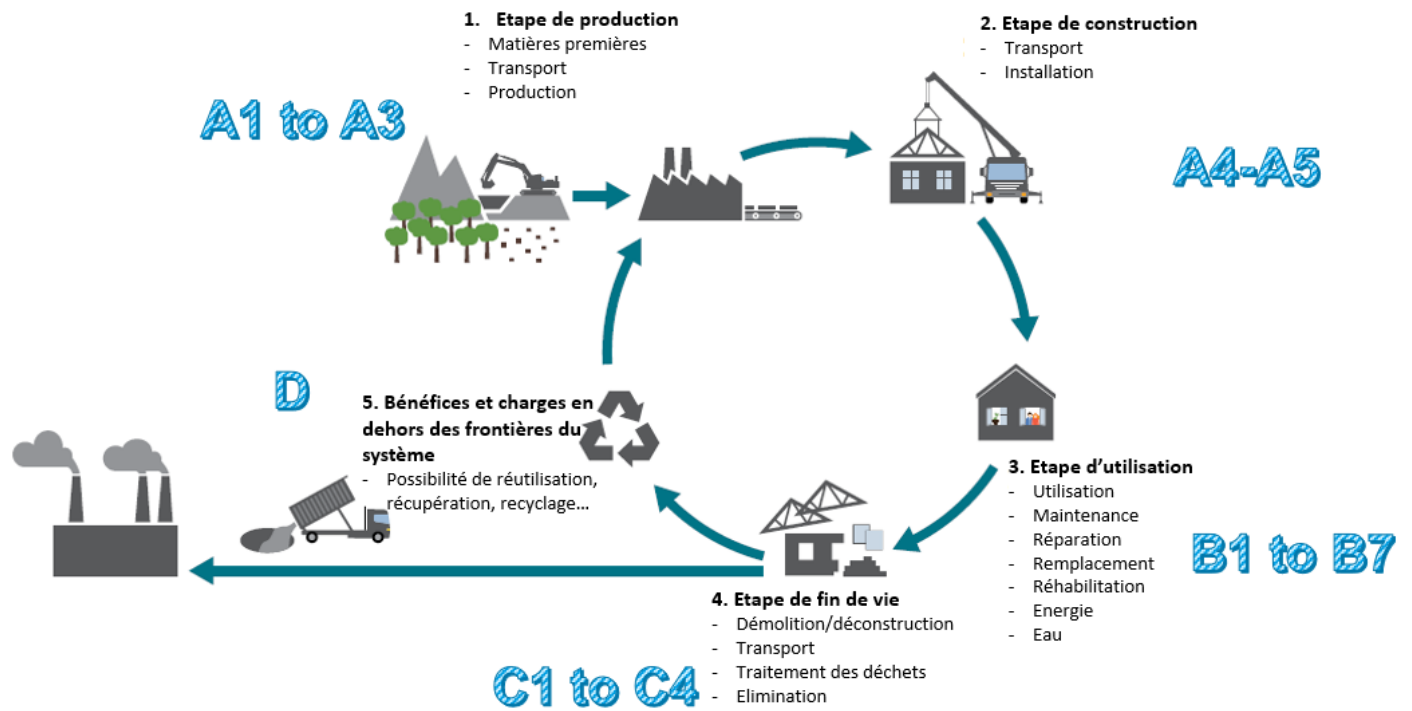 1. Etape de production
- Matières premières
- Transport
- Production
A1 to A3
2. Etape de construction
- Transport
- Installation
A4-A5
D
5. Bénéfices et charges en
dehors des frontières du
système
- Possibilité de réutilisation,
récupération, recyclage...
3. Etape d’utilisation
- Utilisation
- Maintenance
- Réparation
- Remplacement
- Réhabilitation
- Energie
- Eau
B1 to B7
4. Etape de fin de vie
- Démolition/déconstruction
- Transport
- Traitement des déchets
- Elimination
C1 to C4